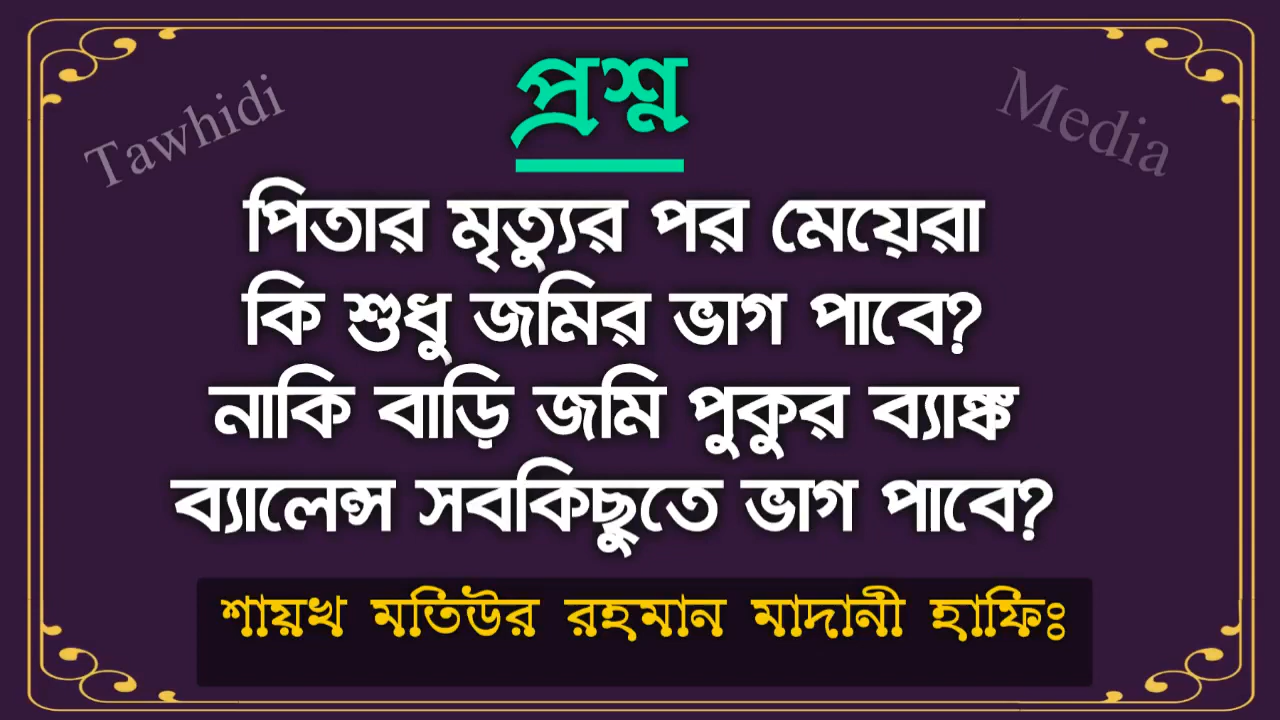 প্রশ্ন
Tawhidi
Media
পিতার মৃত্যুর পর মেয়েরা
কি শুধু জমির ভাগ পাবে?
নাকি বাড়ি জমি পুকুর ব্যাঙ্ক
ব্যালেন্স সবকিছুতে ভাগ পাবে?
শায়খ মতিউর রহমান মাদানী হাফিঃ